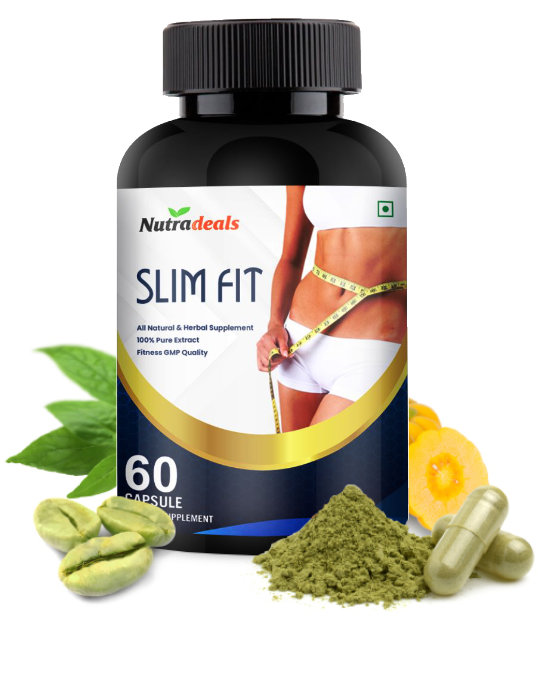 Nutradeals
SLIM FIT
All Natural & Herbal Supplement
100% Pure Extract
Fitness GMP Quality
60
CAPSULE
SUPPLEMENT